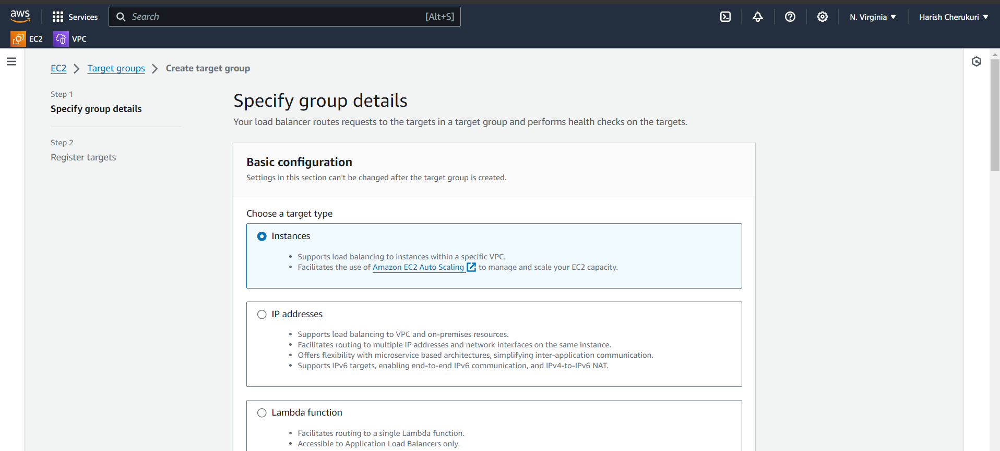 aws
Services
Search
[Alt+S]
N. Virginia
Harish Cherukuri
EC2
VPC
EC2
Target groups
Create target group
Step 1
Specify group details
Step 2
Register targets
Specify group details
Your load balancer routes requests to the targets in a target group and performs health checks on the targets.
Basic configuration
Settings in this section can't be changed after the target group is created.
Choose a target type
Instances
Supports load balancing to instances within a specific VPC.
Facilitates the use of Amazon EC2 Auto Scaling to manage and scale your EC2 capacity.
IP addresses
Supports load balancing to VPC and on-premises resources.
Facilitates routing to multiple IP addresses and network interfaces on the same instance.
Offers flexibility with microservice based architectures, simplifying inter-application communication.
Supports IPv6 targets, enabling end-to-end IPv6 communication, and IPv4-to-IPv6 NAT.
Lambda function
Facilitates routing to a single Lambda function.
Accessible to Application Load Balancers only.